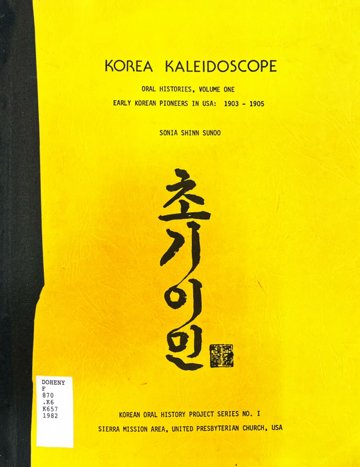 KOREA KALEIDOSCOPE
ORAL HISTORIES, VOLUME ONE
EARLY KOREAN PIONEERS IN USA: 1903 - 1905
SONIA SHINN SUNOO
초기이민
DOHENY
F
870
.K6
K657
1982
KOREAN ORAL HISTORY PROJECT SERIES NO. I
SIERRA MISSION AREA, UNITED PRESBYTERIAN CHURCH, USA